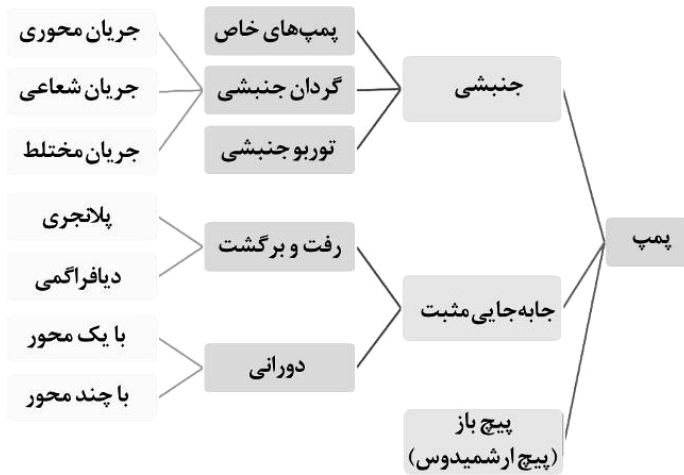 پمپ
جنبشی
پمپ‌های خاص
گردان جنبشی
توربو جنبشی
جریان محوری
جریان شعاعی
جریان مختلط
جابه‌جایی مثبت
رفت و برگشت
پلانجری
دیافراگمی
دورانی
با یک محور
با چند محور
پیچ باز
(پیچ ارشمیدوس)